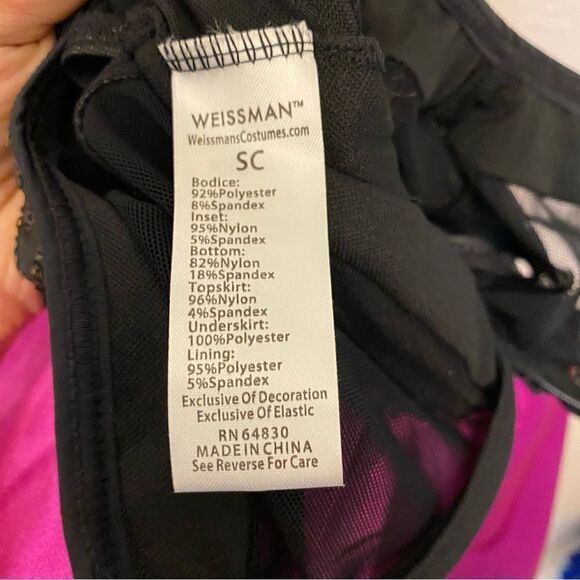 WEISSMAN™
WeissmansCostumes.com
SC
Bodice:
92%Polyester
8%Spandex
Inset:
95%Nylon
5%Spandex
Bottom:
82%Nylon
18%Spandex
Topskirt:
96%Nylon
4%Spandex
Underskirt:
100%Polyester
Lining:
95%Polyester
5%Spandex
Exclusive Of Decoration
Exclusive Of Elastic
RN 64830
MADE IN CHINA
See Reverse For Care